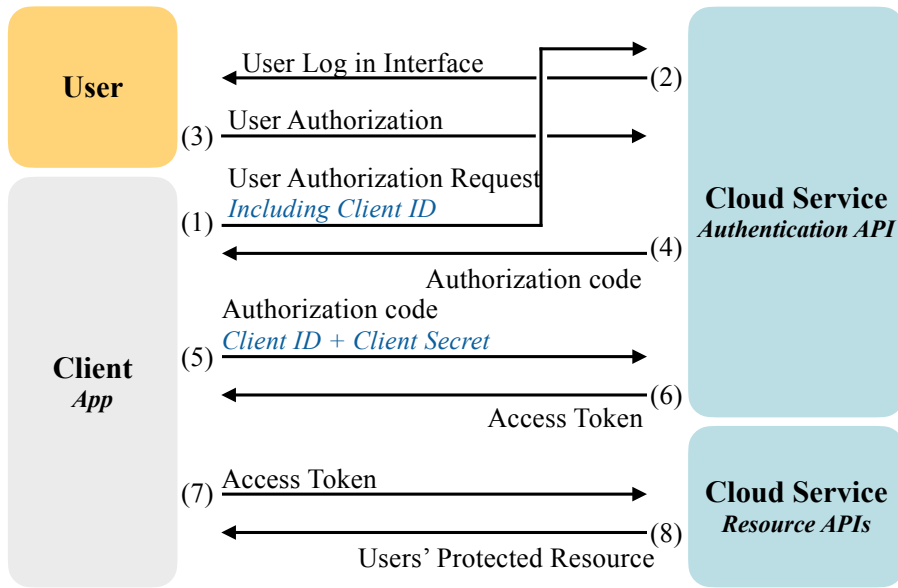 User
User Log in Interface
(2)
(3)
User Authorization
User Authorization Request
Including Client ID
(1)
Cloud Service
Authentication API
(4)
Authorization code
Authorization code
Client ID + Client Secret
(5)
Client
App
(6)
Access Token
(7)
Access Token
Cloud Service
Resource APIs
(8)
Users’ Protected Resource